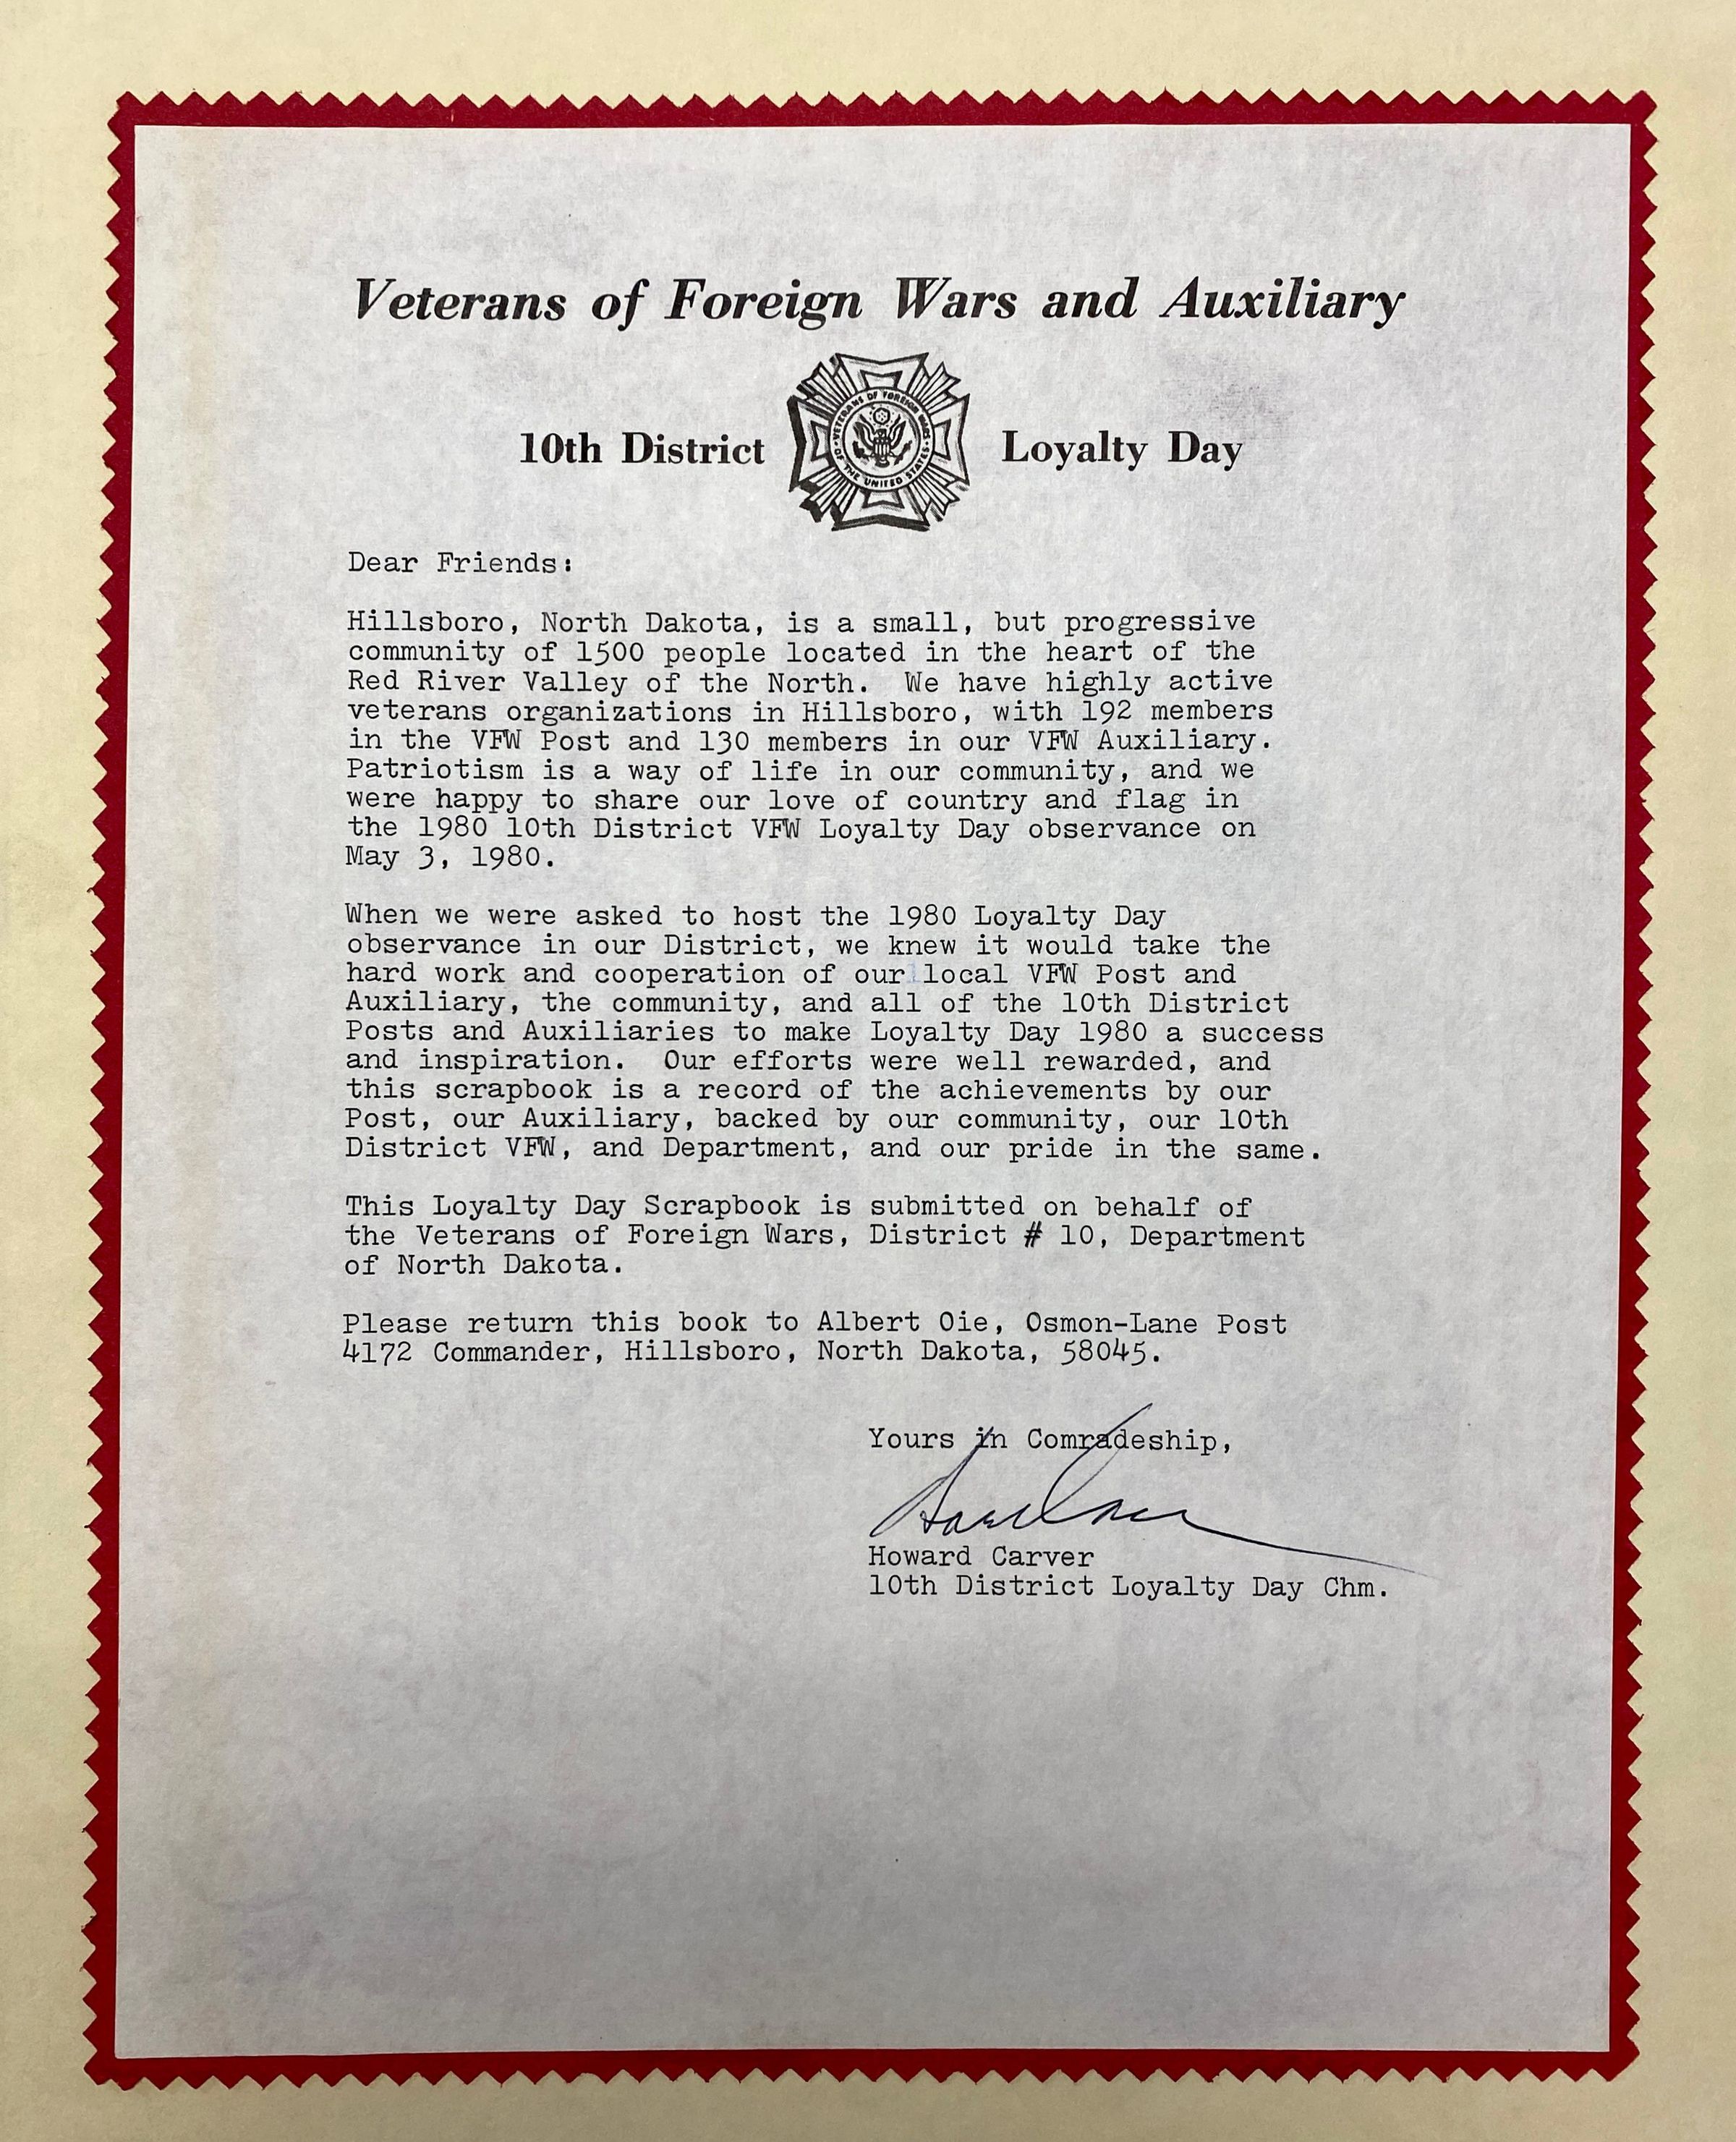 Veterans of Foreign Wars and Auxiliary
VETERANS OF FOREIGN WARS OF THE UNITED STATES
10th District Loyalty Day
Dear Friends:
Hillsboro, North Dakota, is a small, but progressive
community of 1500 people located in the heart of the
Red River Valley of the North. We have highly active
veterans organizations in Hillsboro, with 192 members
in the VFW Post and 130 members in our VFW Auxiliary.
Patriotism is a way of life in our community, and we
were happy to share our love of country and flag in
the 1980 10th District VFW Loyalty Day observance on
May 3, 1980.
When we were asked to host the 1980 Loyalty Day
observance in our District, we knew it would take the
hard work and cooperation of our local VFW Post and
Auxiliary, the community, and all of the 10th District
Posts and Auxiliaries to make Loyalty Day 1980 a success
and inspiration. Our efforts were well rewarded, and
this scrapbook is a record of the achievements by our
Post, our Auxiliary, backed by our community, our 10th
District VFW, and Department, and our pride in the same.
This Loyalty Day Scrapbook is submitted on behalf of
the Veterans of Foreign Wars, District # 10, Department
of North Dakota.
Please return this book to Albert Oie, Osmon-Lane Post
4172 Commander, Hillsboro, North Dakota, 58045.
Yours in Comradeship,
Howard Carver
10th District Loyalty Day Chm.